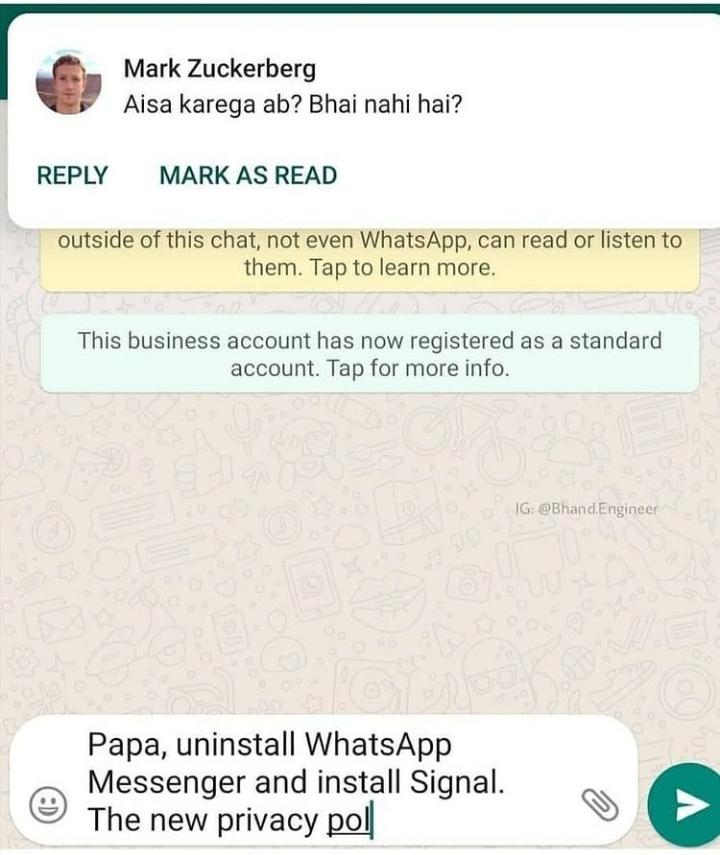 Mark Zuckerberg
Aisa karega ab? Bhai nahi hai?
REPLY MARK AS READ
outside of this chat, not even WhatsApp, can read or listen to
them. Tap to learn more.
This business account has now registered as a standard
account. Tap for more info.
IG: @Bhand.Engineer
Papa, uninstall WhatsApp
Messenger and install Signal.
The new privacy pol